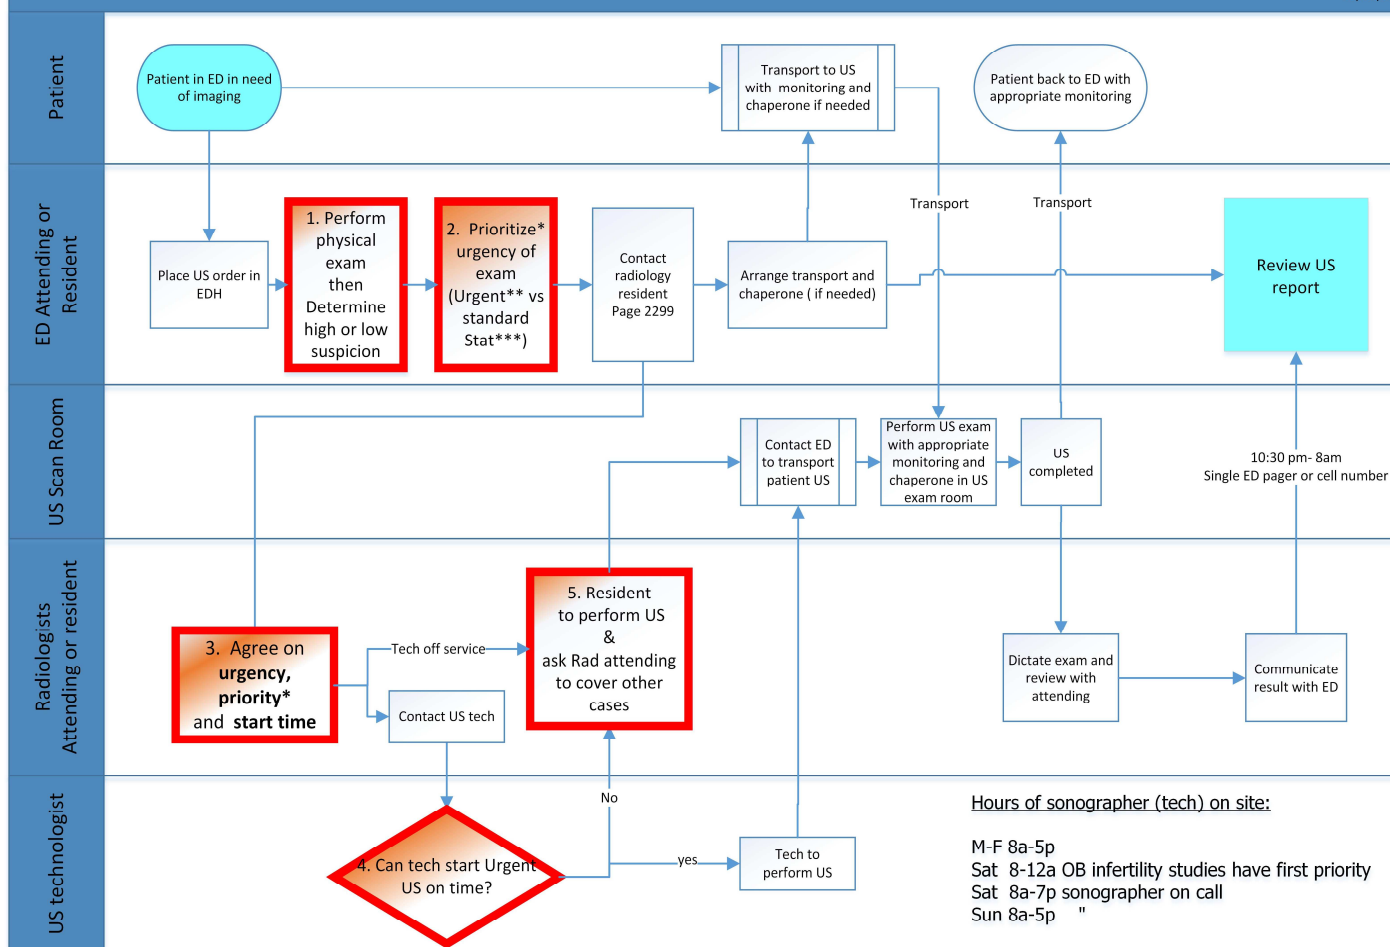 Patient
Patient in ED in need
of imaging
Transport to US
with monitoring and
chaperone if needed
Patient back to ED with
appropriate monitoring
ED Attending or
Resident
Place US order in
EDH
1. Perform
physical
exam
then
Determine
high or low
suspicion
2. Prioritize*
urgency of
exam
(Urgent** vs
standard
Stat***)
Contact
radiology
resident
Page 2299
Arrange transport and
chaperone ( if needed)
Transport
Transport
Review US
report
US Scan Room
Contact ED
to transport
patient US
Perform US exam
with appropriate
monitoring and
chaperone in US
exam room
US
completed
10:30 pm- 8am
Single ED pager or cell number
Radiologists
Attending or resident
3. Agree on
urgency,
priority*
and start time
Tech off service
Contact US tech
5. Resident
to perform US
&
ask Rad attending
to cover other
cases
Dictate exam and
review with
attending
Communicate
result with ED
US technologist
4. Can tech start Urgent
US on time?
No
yes
Tech to
perform US
Hours of sonographer (tech) on site:
M-F 8a-5p
Sat 8-12a OB infertility studies have first priority
Sat 8a-7p sonographer on call
Sun 8a-5p "